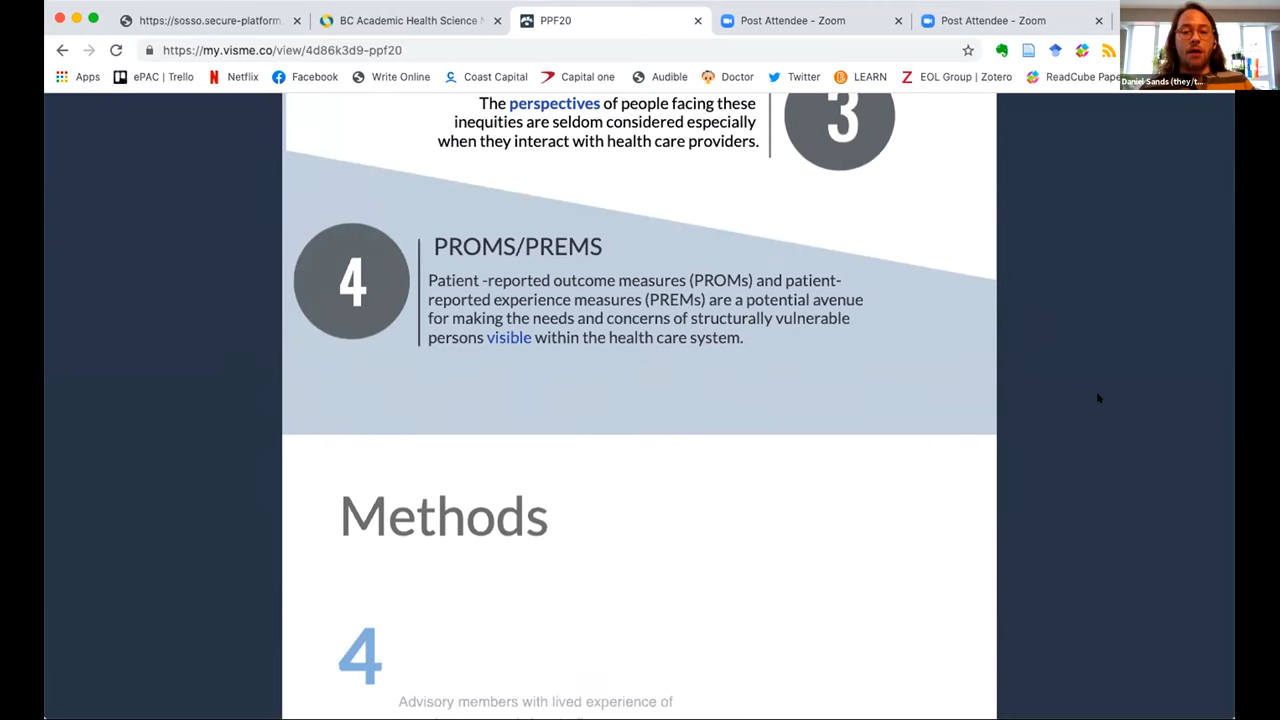 https://sosso.secure-platform.
BC Academic Health Science N
PPF20
Post Attendee - Zoom
Post Attendee - Zoom
https://my.visme.co/view/4d86k3d9-ppf20
Apps
ePAC | Trello
Netflix
Facebook
Write Online
Coast Capital
Capital one
Audible
Doctor
Twitter
LEARN
EOL Group | Zotero
ReadCube Pape
Daniel Sands (they/t...
The perspectives of people facing these
inequities are seldom considered especially
when they interact with health care providers.
3
4
PROMS/PREMS
Patient -reported outcome measures (PROMs) and patient-
reported experience measures (PREMs) are a potential avenue
for making the needs and concerns of structurally vulnerable
persons visible within the health care system.
Methods
4
Advisory members with lived experience of